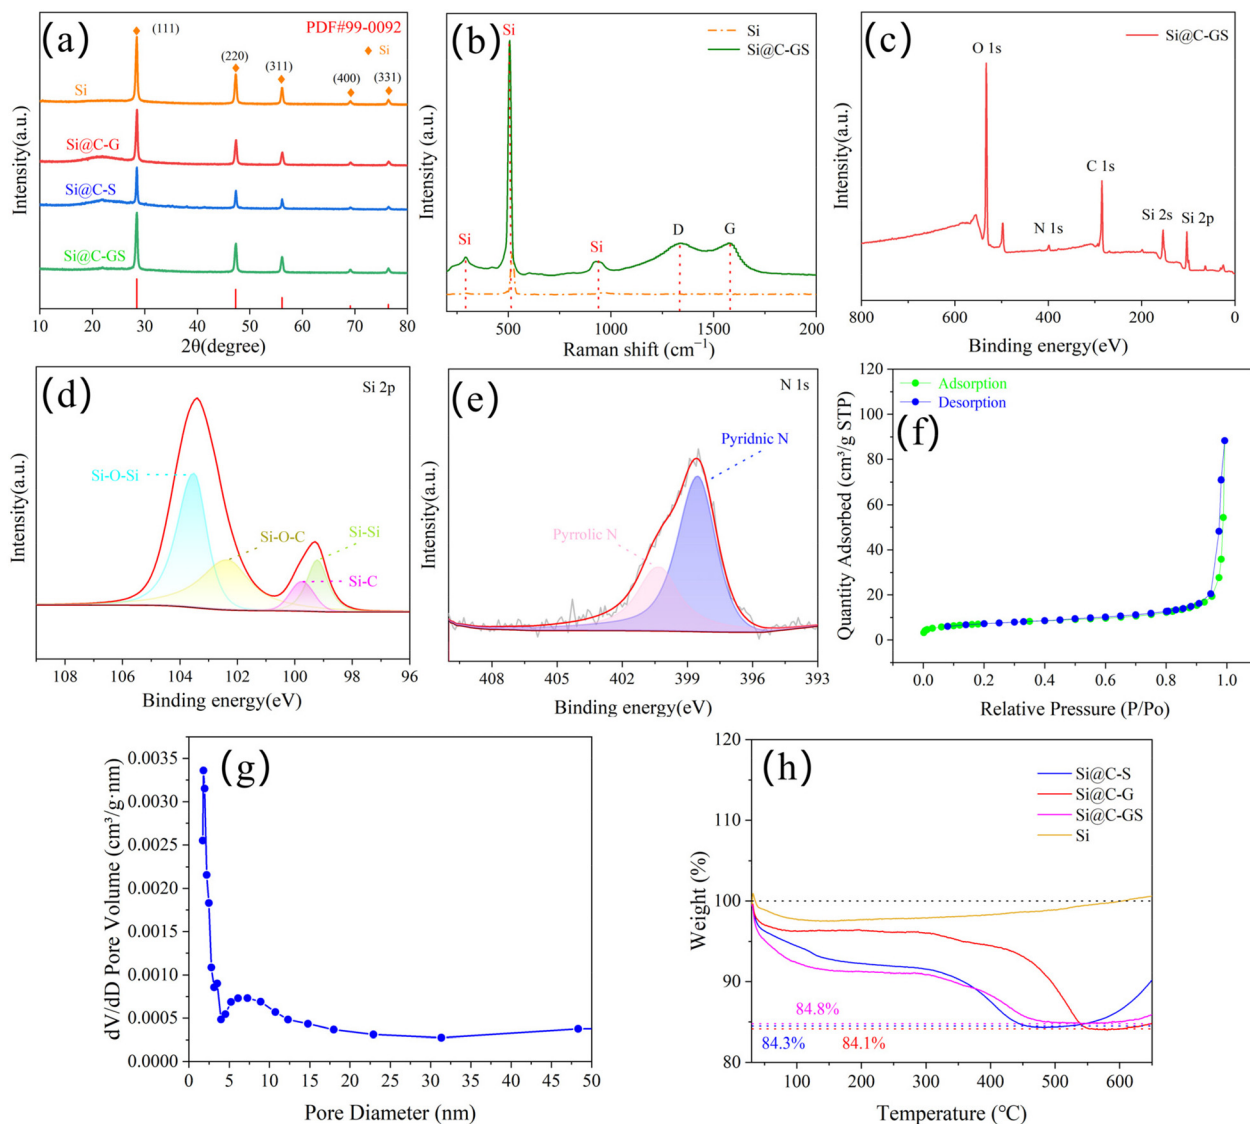 (a)
(111)
PDF#99-0092
Si
(220)
(311)
(400)
(331)
Si
Si@C-G
Si@C-S
Si@C-GS
Intensity(a.u.)
10 20 30 40 50 60 70 80
2θ(degree)
(b)
Si
Si
Si@C-GS
Si
Si
D
G
Intensity (a.u.)
500 1000 1500 2000
Raman shift (cm⁻¹)
(c)
Si@C-GS
O 1s
C 1s
N 1s
Si 2s
Si 2p
Intensity(a.u.)
800 600 400 200 0
Binding energy(eV)
(d)
Si 2p
Si-O-Si
Si-O-C
Si-Si
Si-C
Intensity(a.u.)
108 106 104 102 100 98 96
Binding energy(eV)
(e)
N 1s
Pyridnic N
Pyrrolic N
Intensity(a.u.)
408 405 402 399 396 393
Binding energy(eV)
(f)
Adsorption
Desorption
Quantity Adsorbed (cm³/g STP)
120
100
80
60
40
20
0
0.0 0.2 0.4 0.6 0.8 1.0
Relative Pressure (P/Po)
(g)
dV/dD Pore Volume (cm³/g·nm)
0.0035
0.0030
0.0025
0.0020
0.0015
0.0010
0.0005
0.0000
0 5 10 15 20 25 30 35 40 45 50
Pore Diameter (nm)
(h)
Si@C-S
Si@C-G
Si@C-GS
Si
Weight (%)
120
110
100
90
80
84.8%
84.3%
84.1%
100 200 300 400 500 600
Temperature (℃)